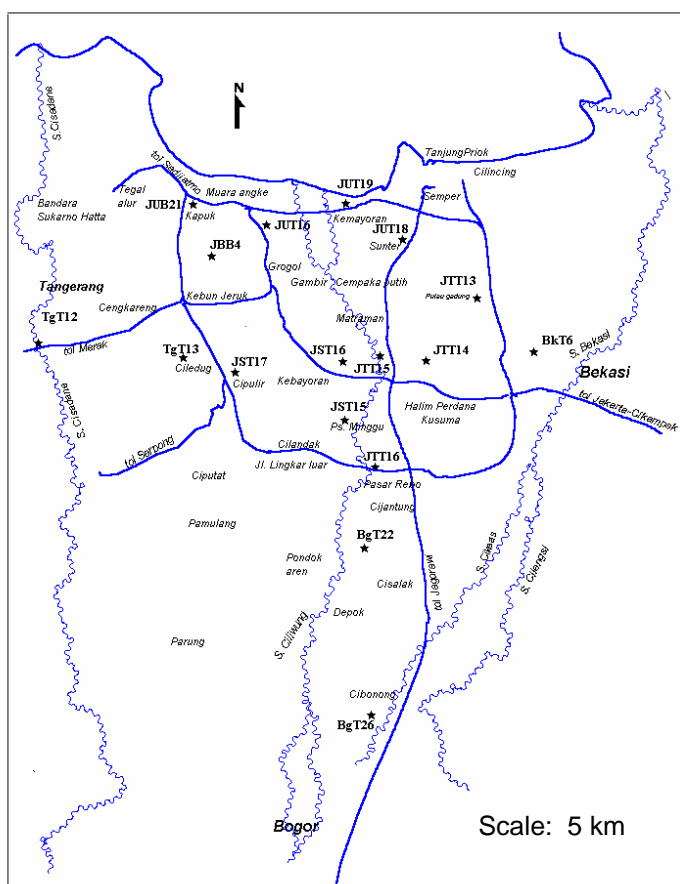 N
S.Cisedane
TanjungPriok
Cilincing
tol Sedijatmo
Tegal
alur
Muara angke
JUT19
Semper
Bandara
Sukarno Hatta
JUB21
Kapuk
JUT16
Kemayoran
JUT18
Sunter
JBB4
Grogol
Gambir
Cempaka putih
JTT13
Pulau gadung
Tangerang
Cengkareng
Kebun Jeruk
Matraman
TgT12
tol Merak
TgT13
Ciledug
JST17
Cipulir
Kebayoran
JST16
JTT15
JTT14
BkT6
S. Bekasi
Bekasi
S. Cisedane
JST15
Ps. Minggu
Halim Perdana
Kusuma
tol Jakarta-Cikampek
tol Serpong
Cilandak
Jl. Lingkar luar
JTT16
Pasar Rebo
Ciputat
Cijantung
Pamulang
BgT22
Pondok
aren
Cisalak
tol Jagorawi
S. Cilengsi
S. Ciliwung
Depok
Parung
Cibonong
BgT26
Bogor
Scale: 5 km